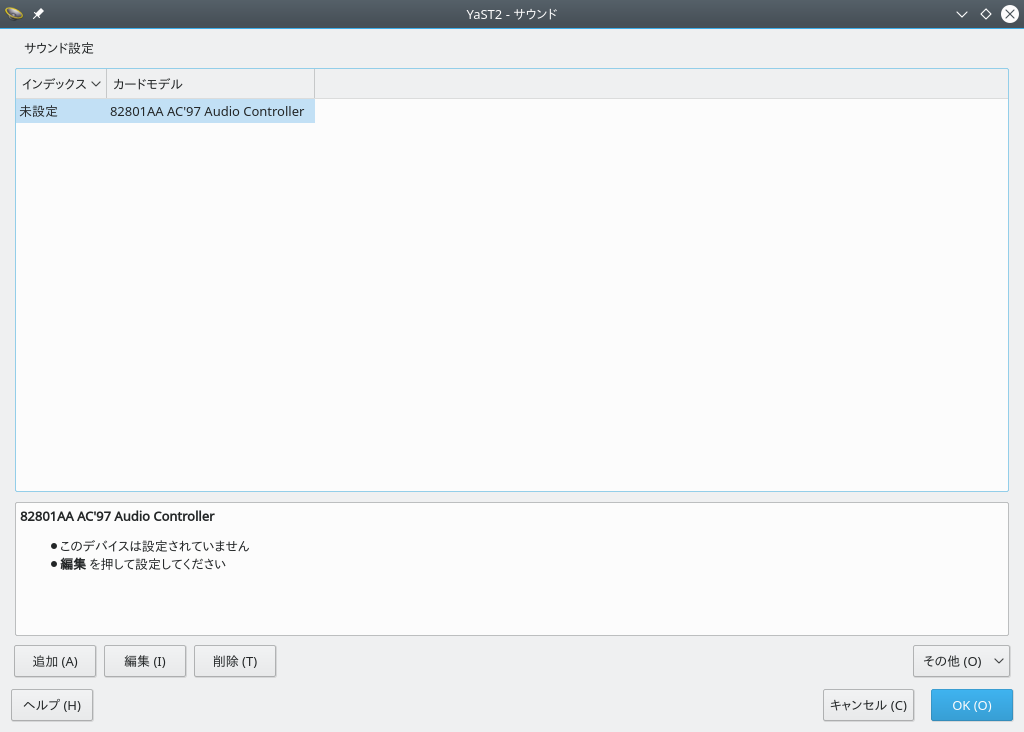 YaST2 - サウンド
サウンド設定
インデックス カードモデル
未設定 82801AA AC'97 Audio Controller
82801AA AC'97 Audio Controller
● このデバイスは設定されていません
● 編集 を押して設定してください
追加 (A) 編集 (I) 削除 (T) その他 (O)
ヘルプ (H) キャンセル (C) OK (O)